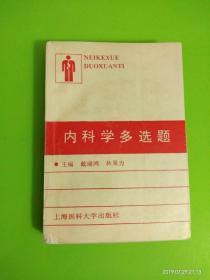 NEIKEXUE
DUOXUANTI
内科学多选题
●主编 戴瑞鸿 林果为
上海医科大学出版社
2019/07/29 21:13